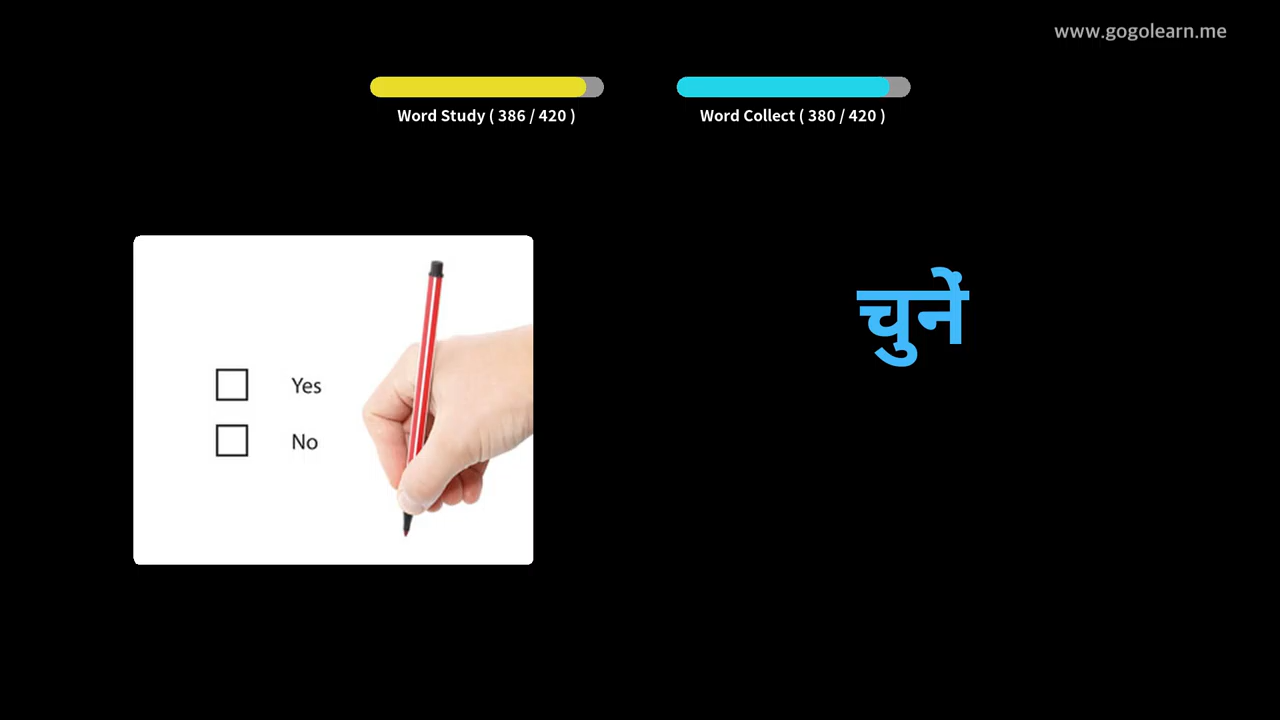 www.gogolearn.me
Word Study ( 386 / 420 )
Word Collect ( 380 / 420 )
चुनें
Yes
No